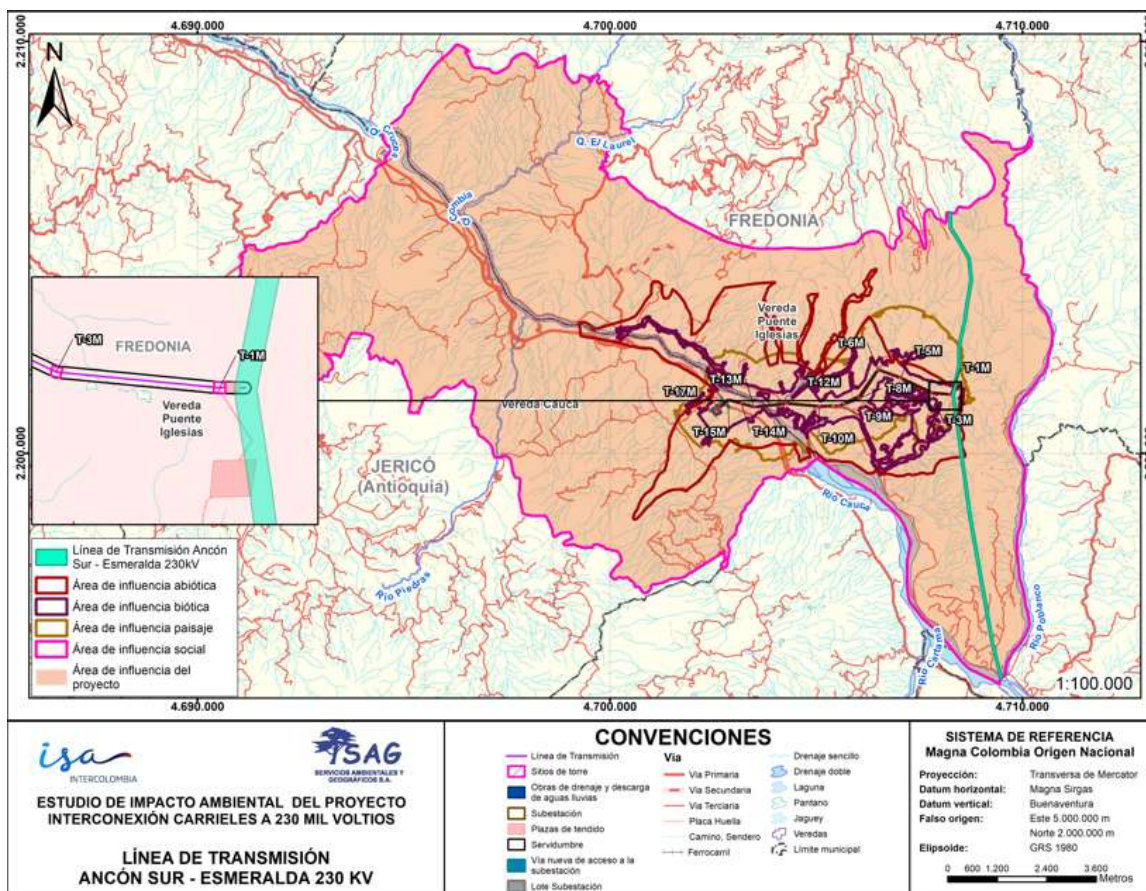 4.690.000
4.700.000
4.710.000
2.210.000
N
Q. Cruces
Q. El Laurel
Q. Combia
FREDONIA
Vereda
Puente
Iglesias
T-6M
T-5M
T-1M
T-13M
T-12M
T-17M
T-8M
Vereda Cauca
T-9M
T-3M
T-15M
T-14M
T-10M
T-3M
FREDONIA
T-1M
Vereda
Puente
Iglesias
2.200.000
2.200.000
JERICÓ
(Antioquia)
Río Cauca
Río Piedras
Río Poblanco
Río Cartama
Línea de Transmisión Ancón
Sur - Esmeralda 230kV
Área de influencia abiótica
Área de influencia biótica
Área de influencia paisaje
Área de influencia social
Área de influencia del
proyecto
1:100.000
4.690.000
4.700.000
4.710.000
isa
INTERCOLOMBIA
SAG
SERVICIOS AMBIENTALES Y
GEOGRÁFICOS S.A.
ESTUDIO DE IMPACTO AMBIENTAL DEL PROYECTO
INTERCONEXIÓN CARRIELES A 230 MIL VOLTIOS
LÍNEA DE TRANSMISIÓN
ANCÓN SUR - ESMERALDA 230 KV
CONVENCIONES
Línea de Transmisión
Sitios de torre
Obras de drenaje y descarga
de aguas lluvias
Subestación
Plazas de tendido
Servidumbre
Vía nueva de acceso a la
subestación
Lote Subestación
Vía
Vía Primaria
Vía Secundaria
Vía Terciaria
Placa Huella
Camino, Sendero
Ferrocarril
Drenaje sencillo
Drenaje doble
Laguna
Pantano
Jaguey
Veredas
Límite municipal
SISTEMA DE REFERENCIA
Magna Colombia Origen Nacional
Proyección: Transversa de Mercator
Datum horizontal: Magna Sirgas
Datum vertical: Buenaventura
Falso origen: Este 5.000.000 m
Norte 2.000.000 m
Elipsoide: GRS 1980
0 600 1.200 2.400 3.600
Metros